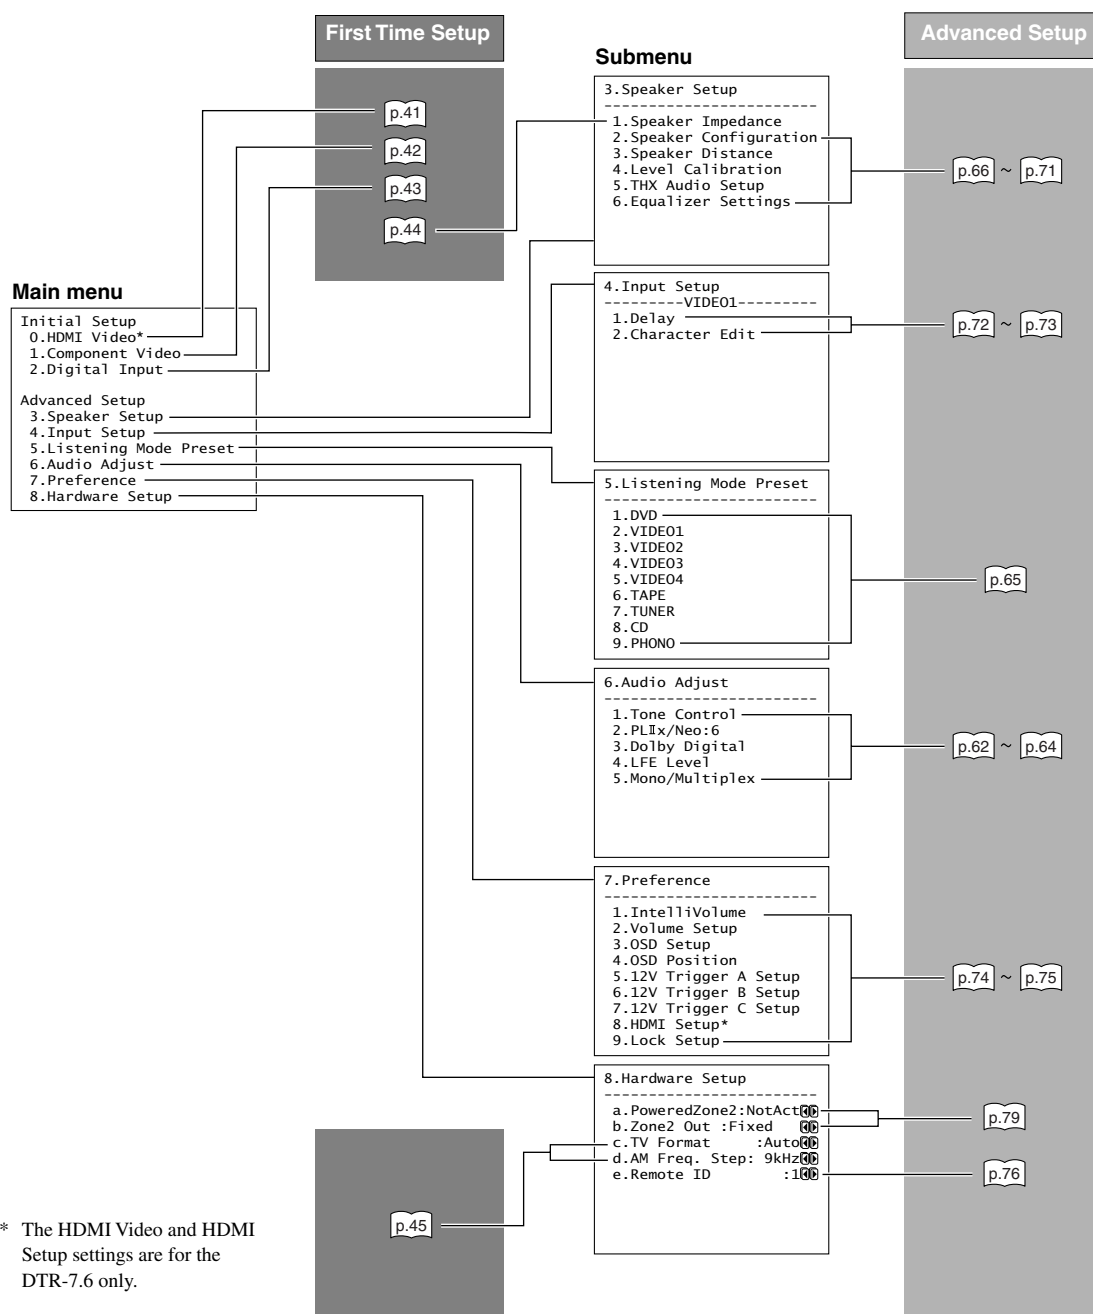 First Time Setup
Advanced Setup
Submenu
p.41
p.42
p.43
p.44
3.Speaker Setup
------------------------
1.Speaker Impedance
2.Speaker Configuration
3.Speaker Distance
4.Level Calibration
5.THX Audio Setup
6.Equalizer Settings
p.66 ~ p.71
Main menu
Initial Setup
0.HDMI Video*
1.Component Video
2.Digital Input
Advanced Setup
3.Speaker Setup
4.Input Setup
5.Listening Mode Preset
6.Audio Adjust
7.Preference
8.Hardware Setup
4.Input Setup
---------VIDEO1---------
1.Delay
2.Character Edit
p.72 ~ p.73
5.Listening Mode Preset
------------------------
1.DVD
2.VIDEO1
3.VIDEO2
4.VIDEO3
5.VIDEO4
6.TAPE
7.TUNER
8.CD
9.PHONO
p.65
6.Audio Adjust
------------------------
1.Tone Control
2.PLⅡx/Neo:6
3.Dolby Digital
4.LFE Level
5.Mono/Multiplex
p.62 ~ p.64
7.Preference
------------------------
1.IntelliVolume
2.Volume Setup
3.OSD Setup
4.OSD Position
5.12V Trigger A Setup
6.12V Trigger B Setup
7.12V Trigger C Setup
8.HDMI Setup*
9.Lock Setup
p.74 ~ p.75
8.Hardware Setup
------------------------
a.PoweredZone2:NotAct
b.Zone2 Out :Fixed
c.TV Format :Auto
d.AM Freq. Step: 9kHz
e.Remote ID :1
p.79
p.76
p.45
* The HDMI Video and HDMI
Setup settings are for the
DTR-7.6 only.